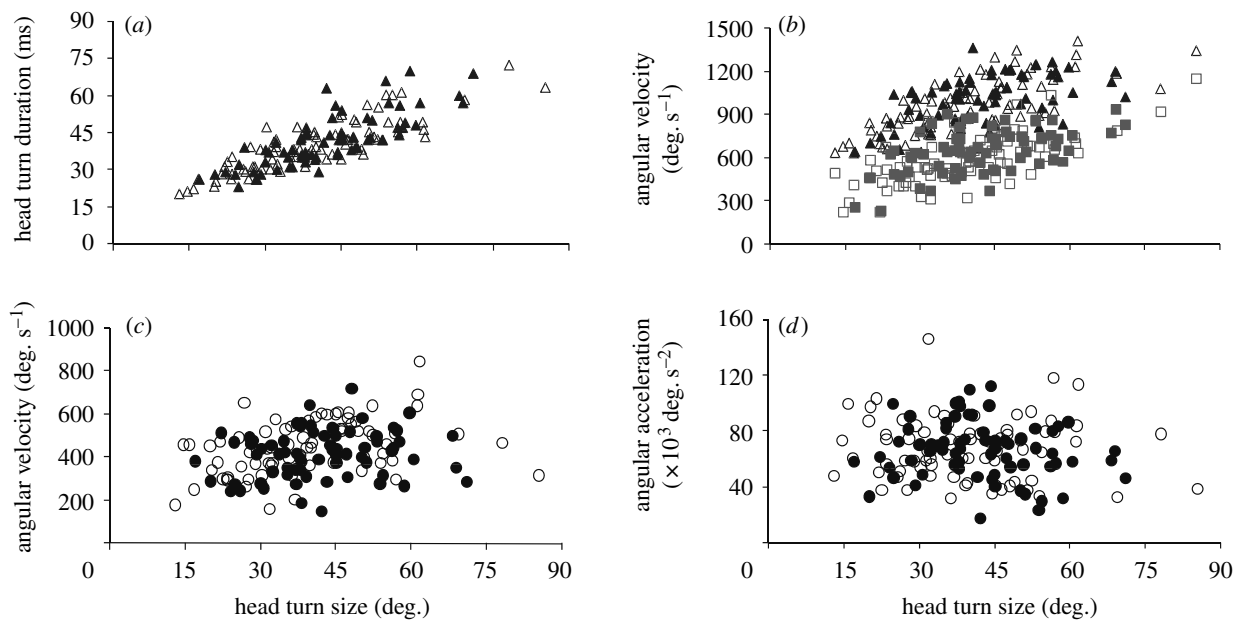 (a)
head turn duration (ms)
90
75
60
45
30
15
0
(b)
angular velocity
(deg. s⁻¹)
1500
1200
900
600
300
0
(c)
angular velocity (deg. s⁻¹)
1000
800
600
400
200
0
15 30 45 60 75 90
head turn size (deg.)
(d)
angular acceleration
(×10³ deg. s⁻²)
160
120
80
40
0
15 30 45 60 75 90
head turn size (deg.)